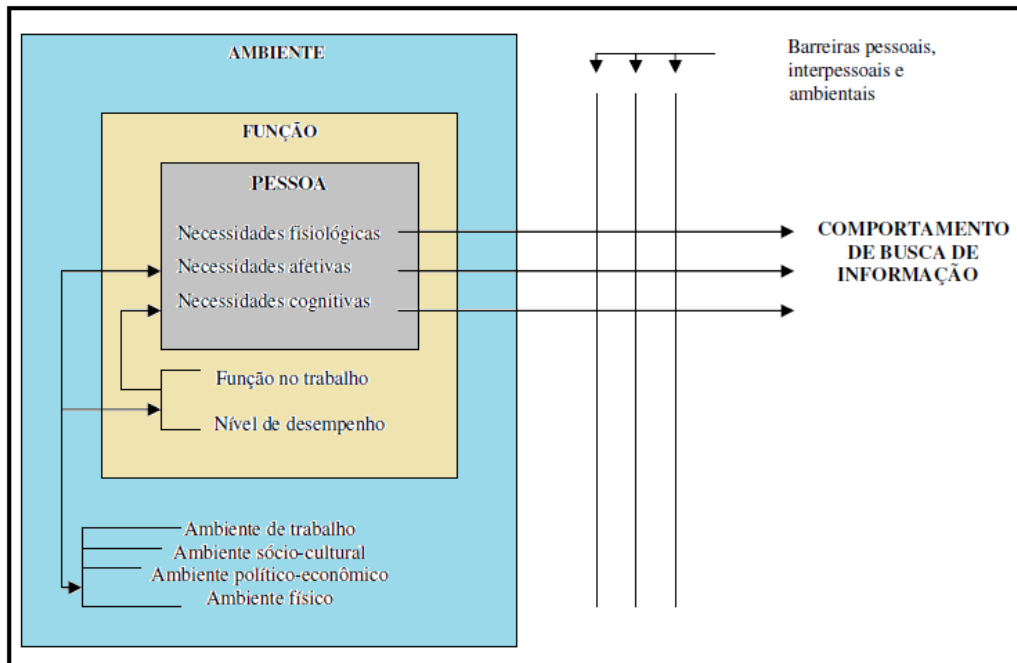 AMBIENTE
Barreiras pessoais,
interpessoais e
ambientais
FUNÇÃO
PESSOA
Necessidades fisiológicas
Necessidades afetivas
Necessidades cognitivas
COMPORTAMENTO
DE BUSCA DE
INFORMAÇÃO
Função no trabalho
Nível de desempenho
Ambiente de trabalho
Ambiente sócio-cultural
Ambiente político-econômico
Ambiente físico